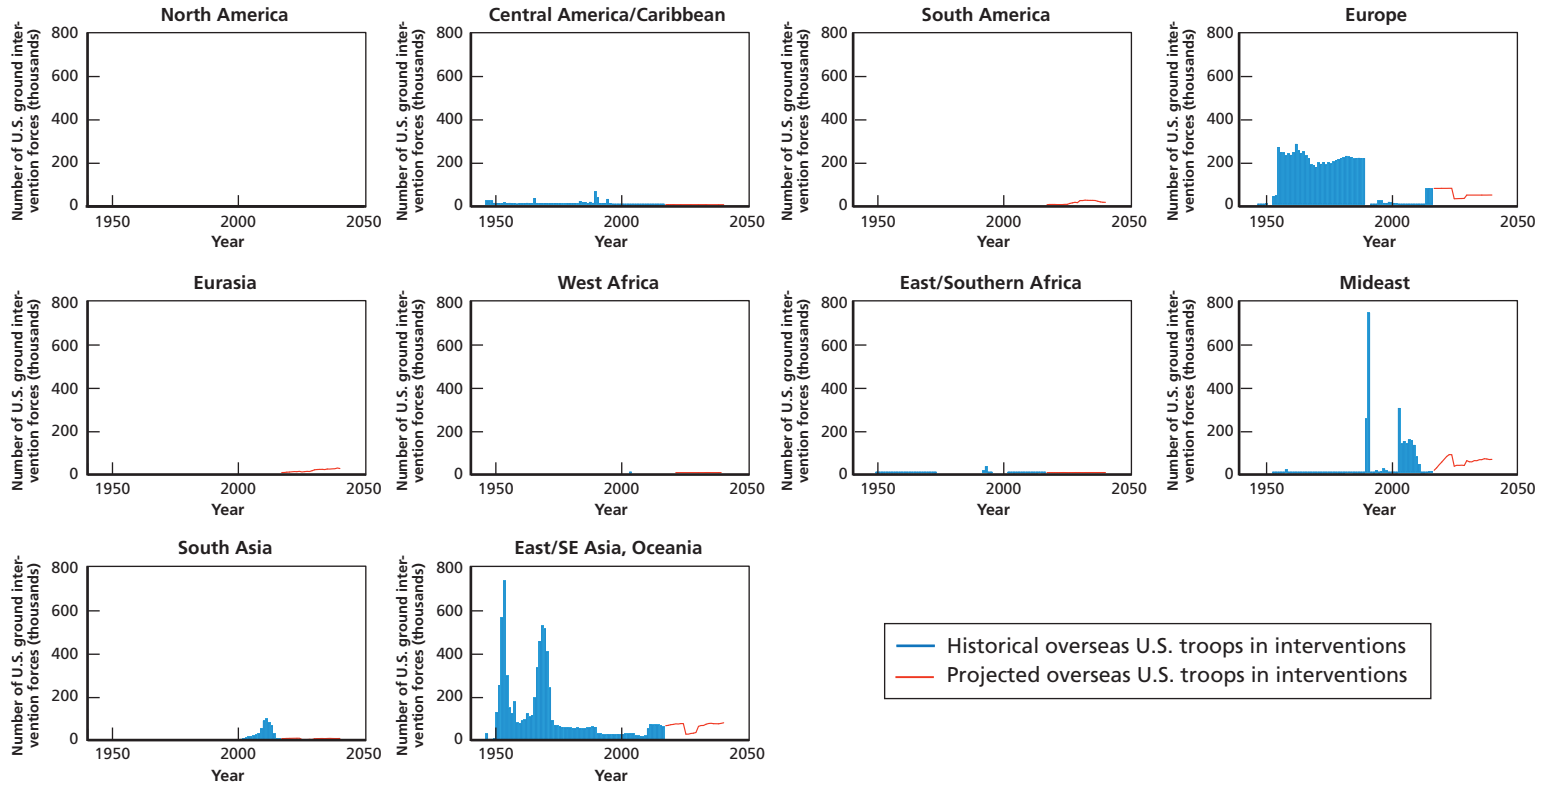 North America
Number of U.S. ground inter-
vention forces (thousands)
800
600
400
200
0
1950
2000
2050
Year
Central America/Caribbean
Number of U.S. ground inter-
vention forces (thousands)
800
600
400
200
0
1950
2000
2050
Year
South America
Number of U.S. ground inter-
vention forces (thousands)
800
600
400
200
0
1950
2000
2050
Year
Europe
Number of U.S. ground inter-
vention forces (thousands)
800
600
400
200
0
1950
2000
2050
Year
Eurasia
Number of U.S. ground inter-
vention forces (thousands)
800
600
400
200
0
1950
2000
2050
Year
West Africa
Number of U.S. ground inter-
vention forces (thousands)
800
600
400
200
0
1950
2000
2050
Year
East/Southern Africa
Number of U.S. ground inter-
vention forces (thousands)
800
600
400
200
0
1950
2000
2050
Year
Mideast
Number of U.S. ground inter-
vention forces (thousands)
800
600
400
200
0
1950
2000
2050
Year
South Asia
Number of U.S. ground inter-
vention forces (thousands)
800
600
400
200
0
1950
2000
2050
Year
East/SE Asia, Oceania
Number of U.S. ground inter-
vention forces (thousands)
800
600
400
200
0
1950
2000
2050
Year
Historical overseas U.S. troops in interventions
Projected overseas U.S. troops in interventions